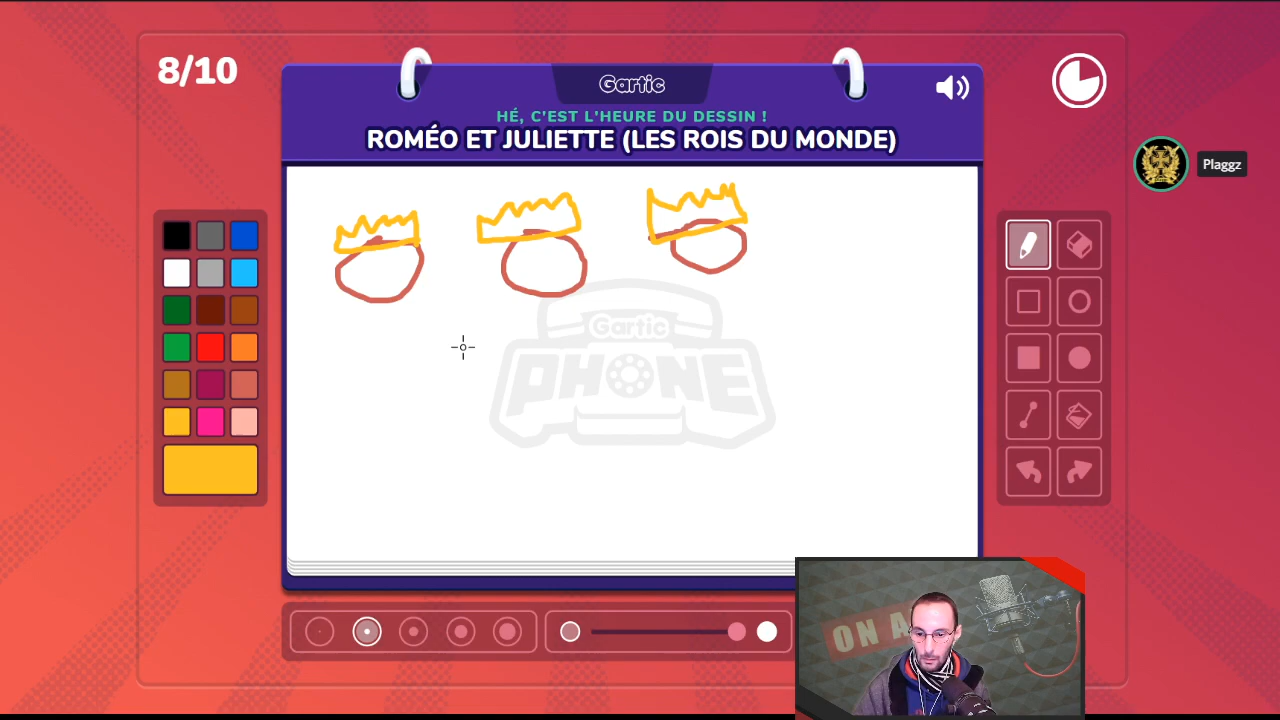 8/10
Gartic
HÉ, C'EST L'HEURE DU DESSIN !
ROMÉO ET JULIETTE (LES ROIS DU MONDE)
Plaggz
Gartic
PHONE
ON A